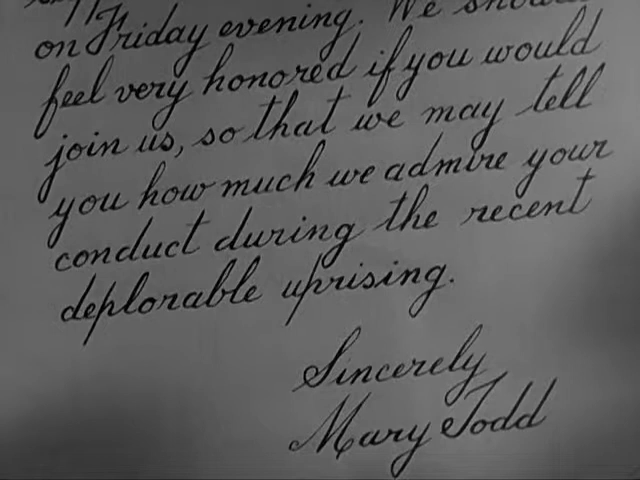 on Friday evening. We should
feel very honored if you would
join us, so that we may tell
you how much we admire your
conduct during the recent
deplorable uprising.
Sincerely
Mary Todd